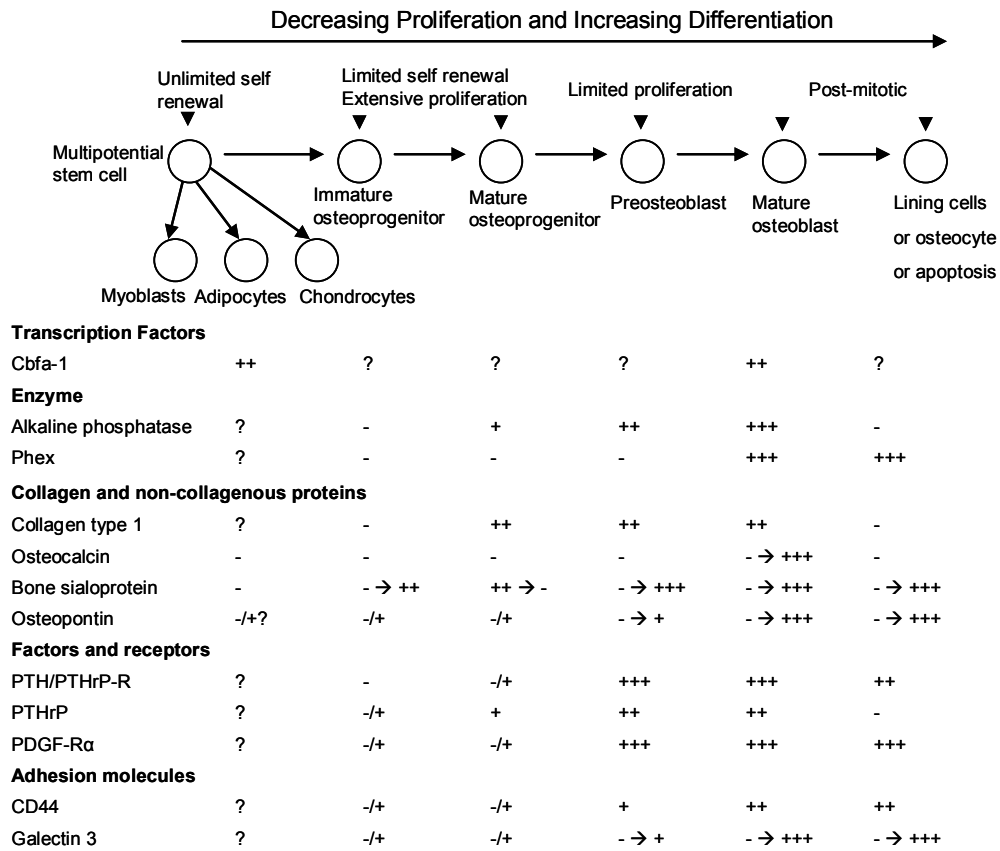 Decreasing Proliferation and Increasing Differentiation
Unlimited self
renewal
Limited self renewal
Extensive proliferation
Limited proliferation
Post-mitotic
Multipotential
stem cell
Immature
osteoprogenitor
Mature
osteoprogenitor
Preosteoblast
Mature
osteoblast
Lining cells
or osteocyte
or apoptosis
Myoblasts Adipocytes Chondrocytes
Transcription Factors
Cbfa-1 ++ ? ? ? ++ ?
Enzyme
Alkaline phosphatase ? - + ++ +++ -
Phex ? - - - +++ +++
Collagen and non-collagenous proteins
Collagen type 1 ? - ++ ++ ++ -
Osteocalcin - - - - - → +++ -
Bone sialoprotein - - → ++ ++ → - - → +++ - → +++ - → +++
Osteopontin -/+? -/+ -/+ - → + - → +++ - → +++
Factors and receptors
PTH/PTHrP-R ? - -/+ +++ +++ ++
PTHrP ? -/+ + ++ ++ -
PDGF-Rα ? -/+ -/+ +++ +++ +++
Adhesion molecules
CD44 ? -/+ -/+ + ++ ++
Galectin 3 ? -/+ -/+ - → + - → +++ - → +++